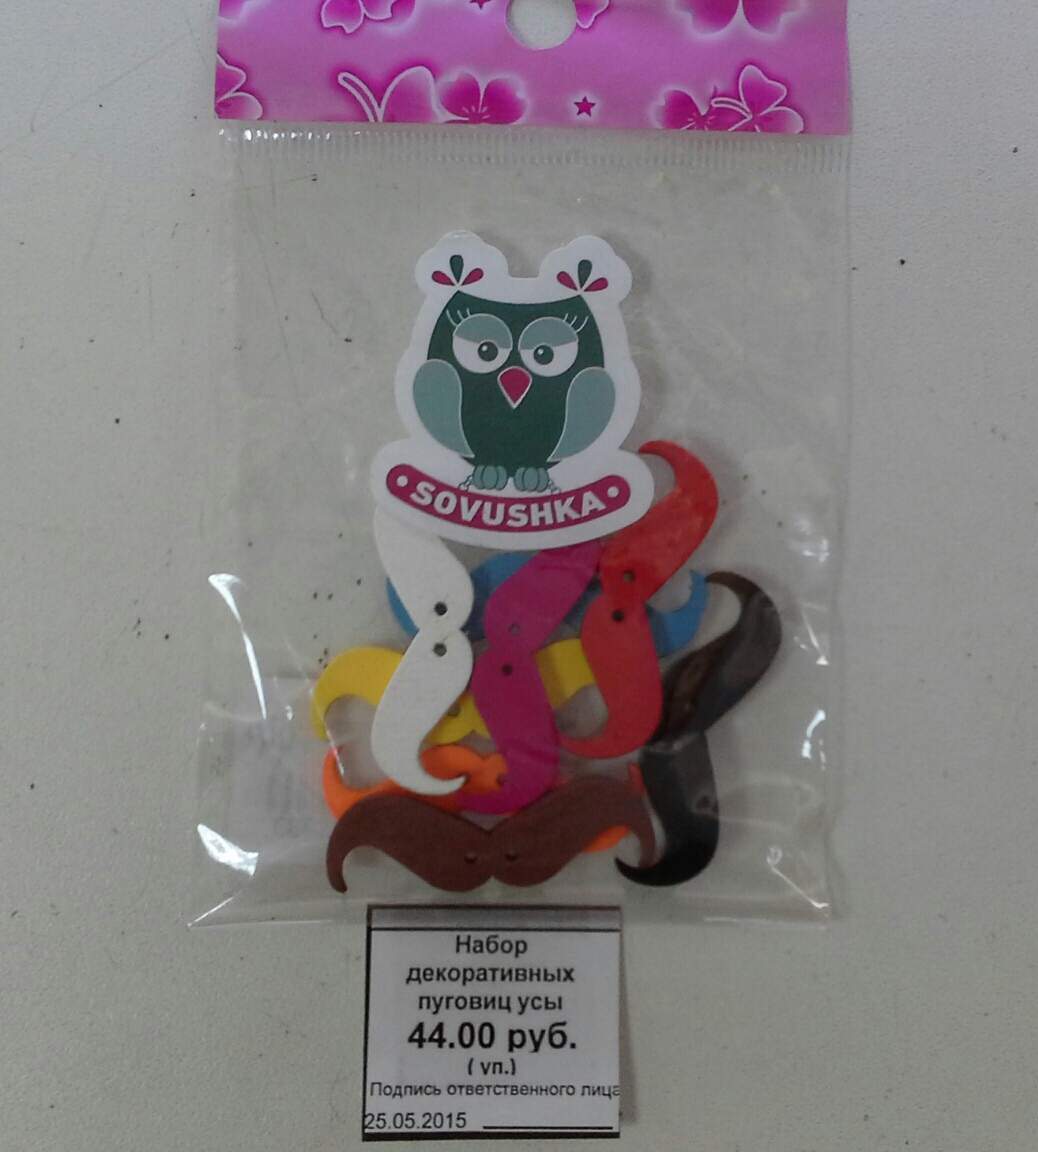 • SOVUSHKA •
Набор
декоративных
пуговиц усы
44.00 руб.
( уп.)
Подпись ответственного лица
25.05.2015